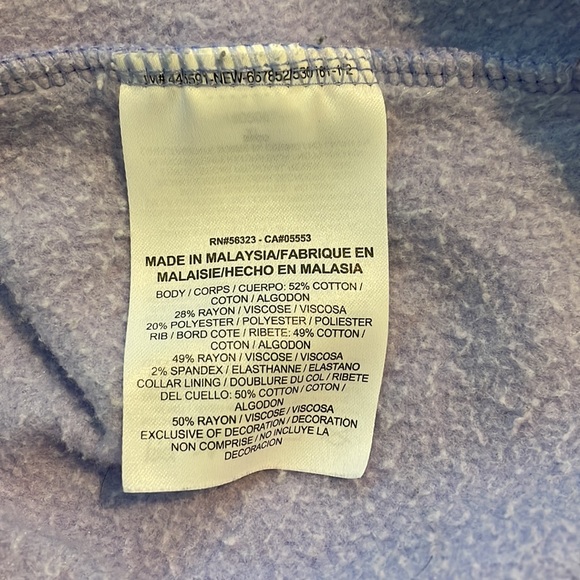 RN#56323 - CA#05553
MADE IN MALAYSIA/FABRIQUE EN
MALAISIE/HECHO EN MALASIA
BODY / CORPS / CUERPO: 52% COTTON /
COTON / ALGODON
28% RAYON / VISCOSE / VISCOSA
20% POLYESTER / POLYESTER / POLIESTER
RIB / BORD COTE / RIBETE: 49% COTTON /
COTON / ALGODON
49% RAYON / VISCOSE / VISCOSA
2% SPANDEX / ELASTHANNE / ELASTANO
COLLAR LINING / DOUBLURE DU COL / RIBETE
DEL CUELLO: 50% COTTON / COTON /
ALGODON
50% RAYON / VISCOSE / VISCOSA
EXCLUSIVE OF DECORATION / DECORATION
NON COMPRISE / NO INCLUYE LA
DECORACION